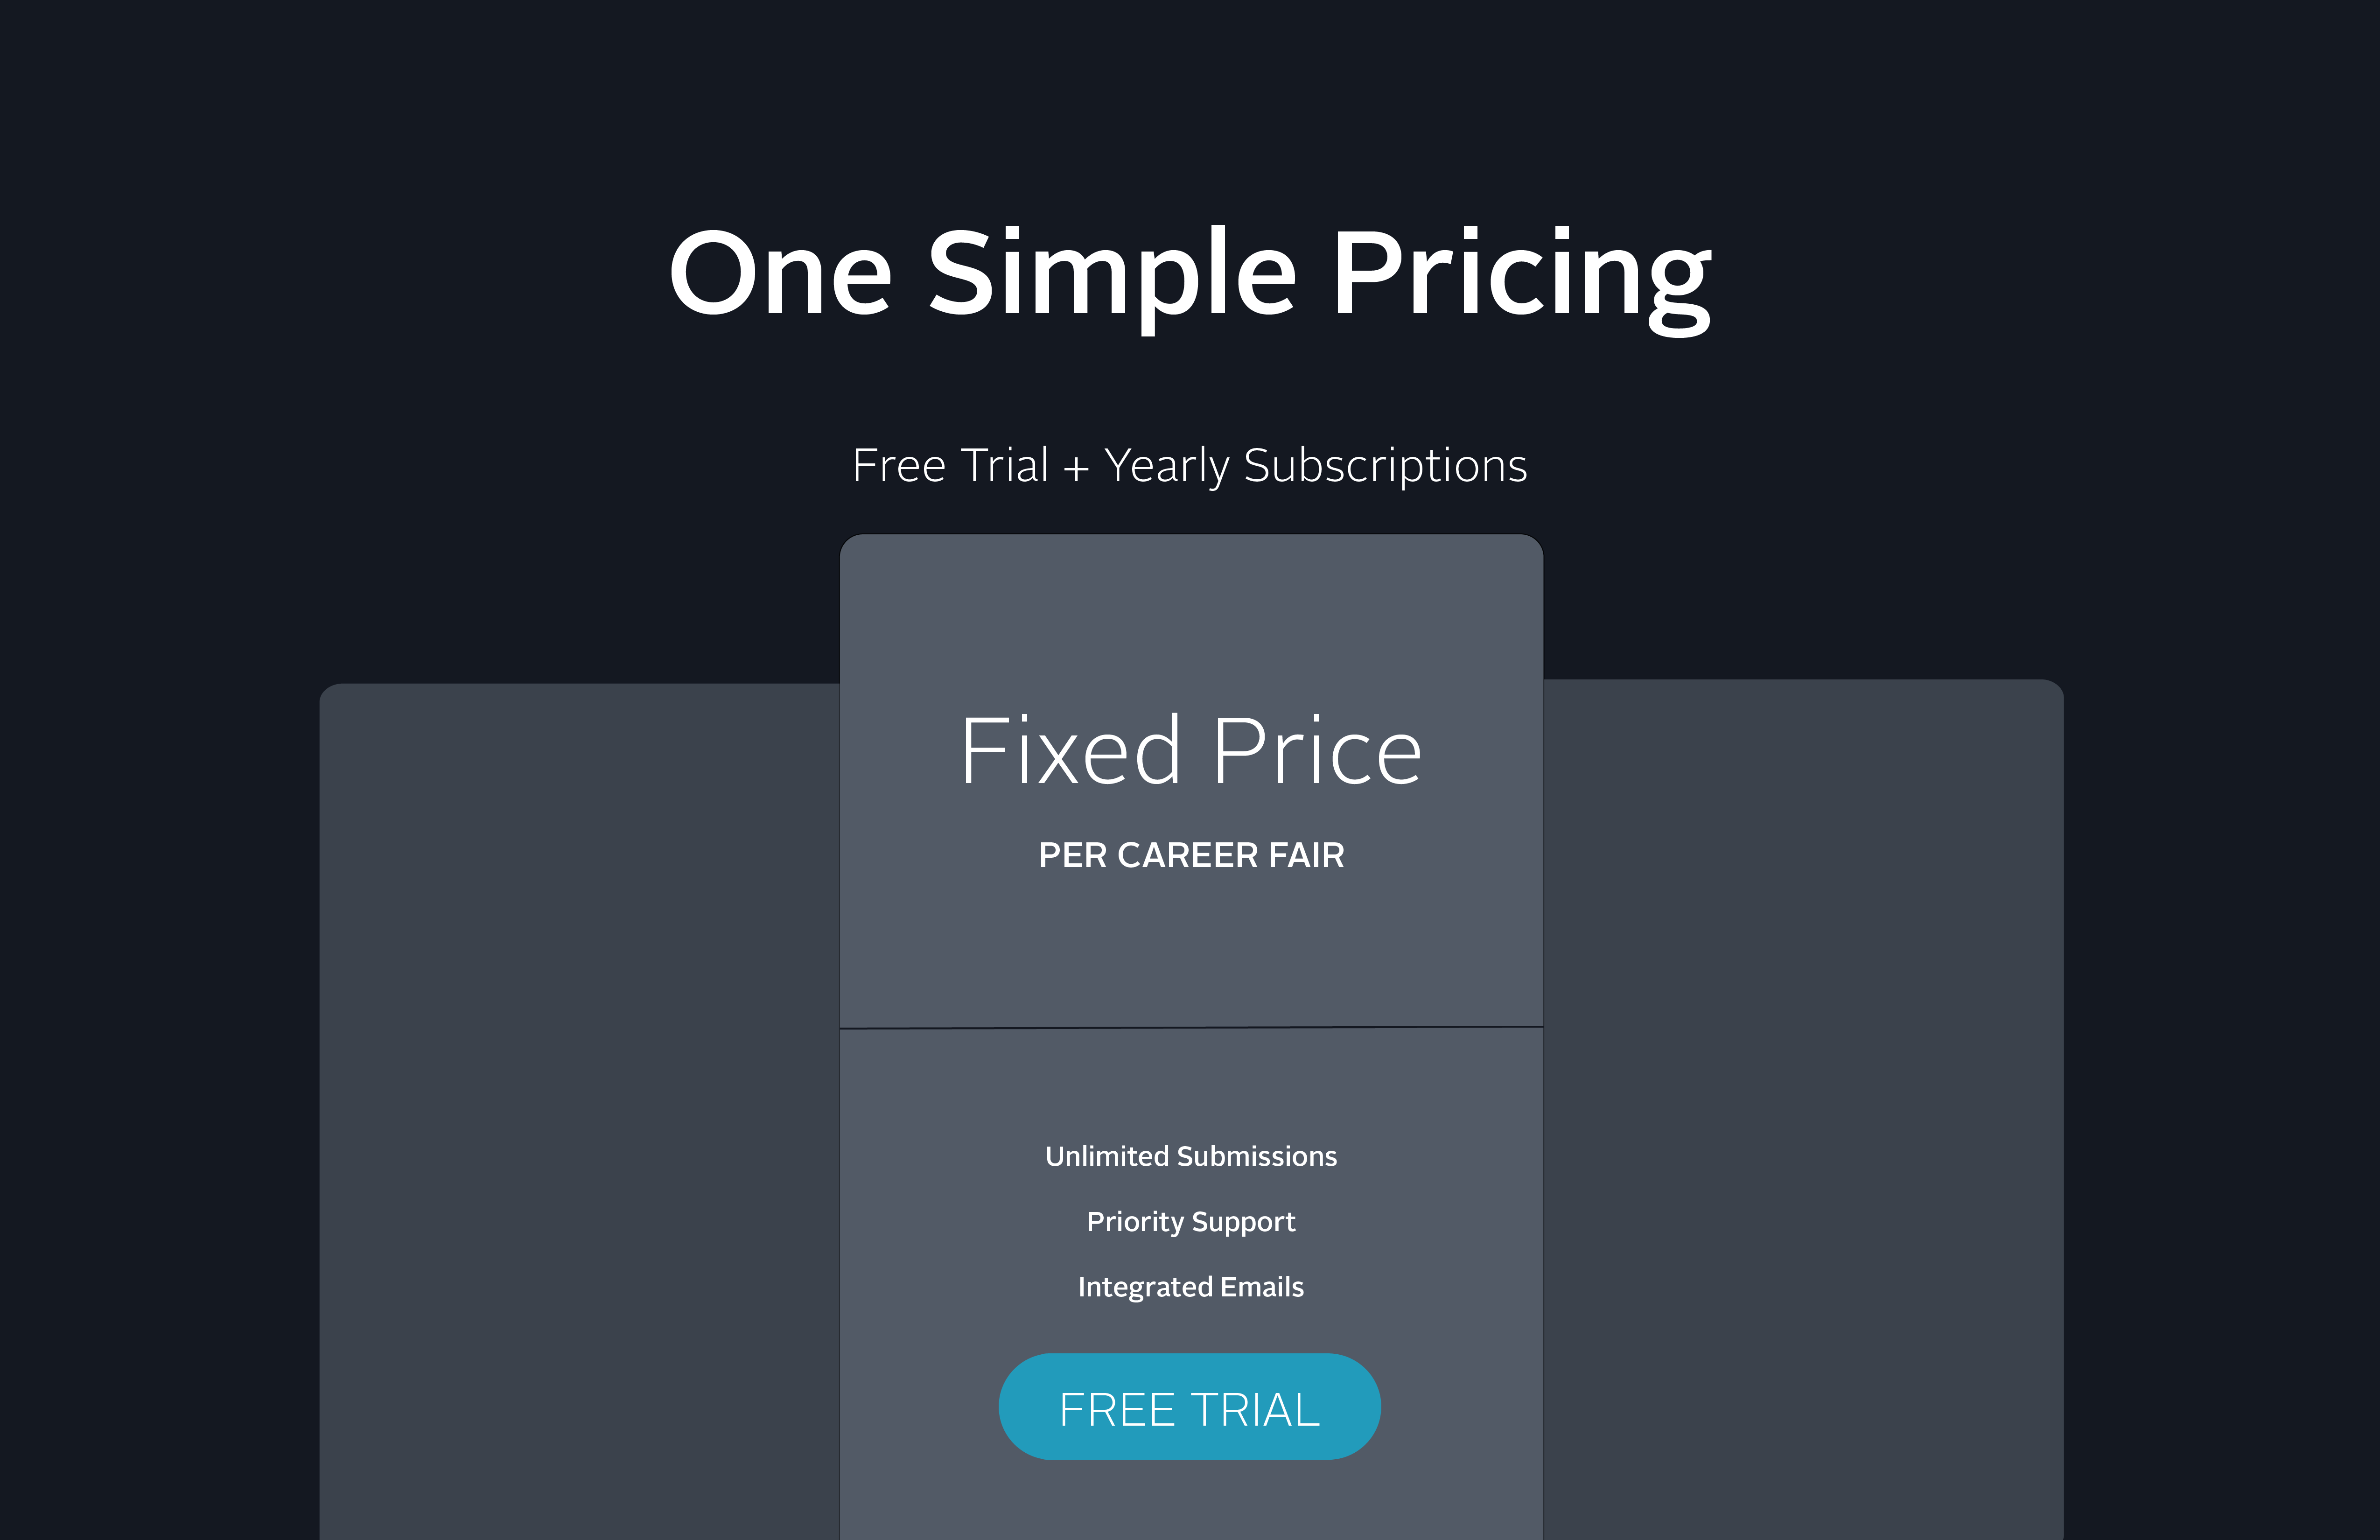 One Simple Pricing
Free Trial + Yearly Subscriptions
Fixed Price
PER CAREER FAIR
Unlimited Submissions
Priority Support
Integrated Emails
FREE TRIAL